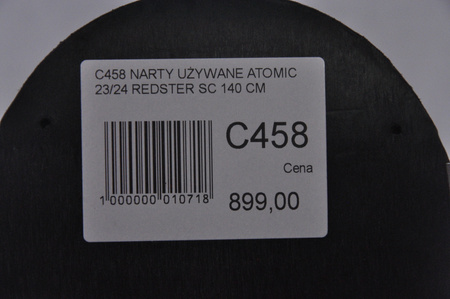 C458 NARTY UŻYWANE ATOMIC
23/24 REDSTER SC 140 CM
C458
Cena
1 000000 010718
899,00